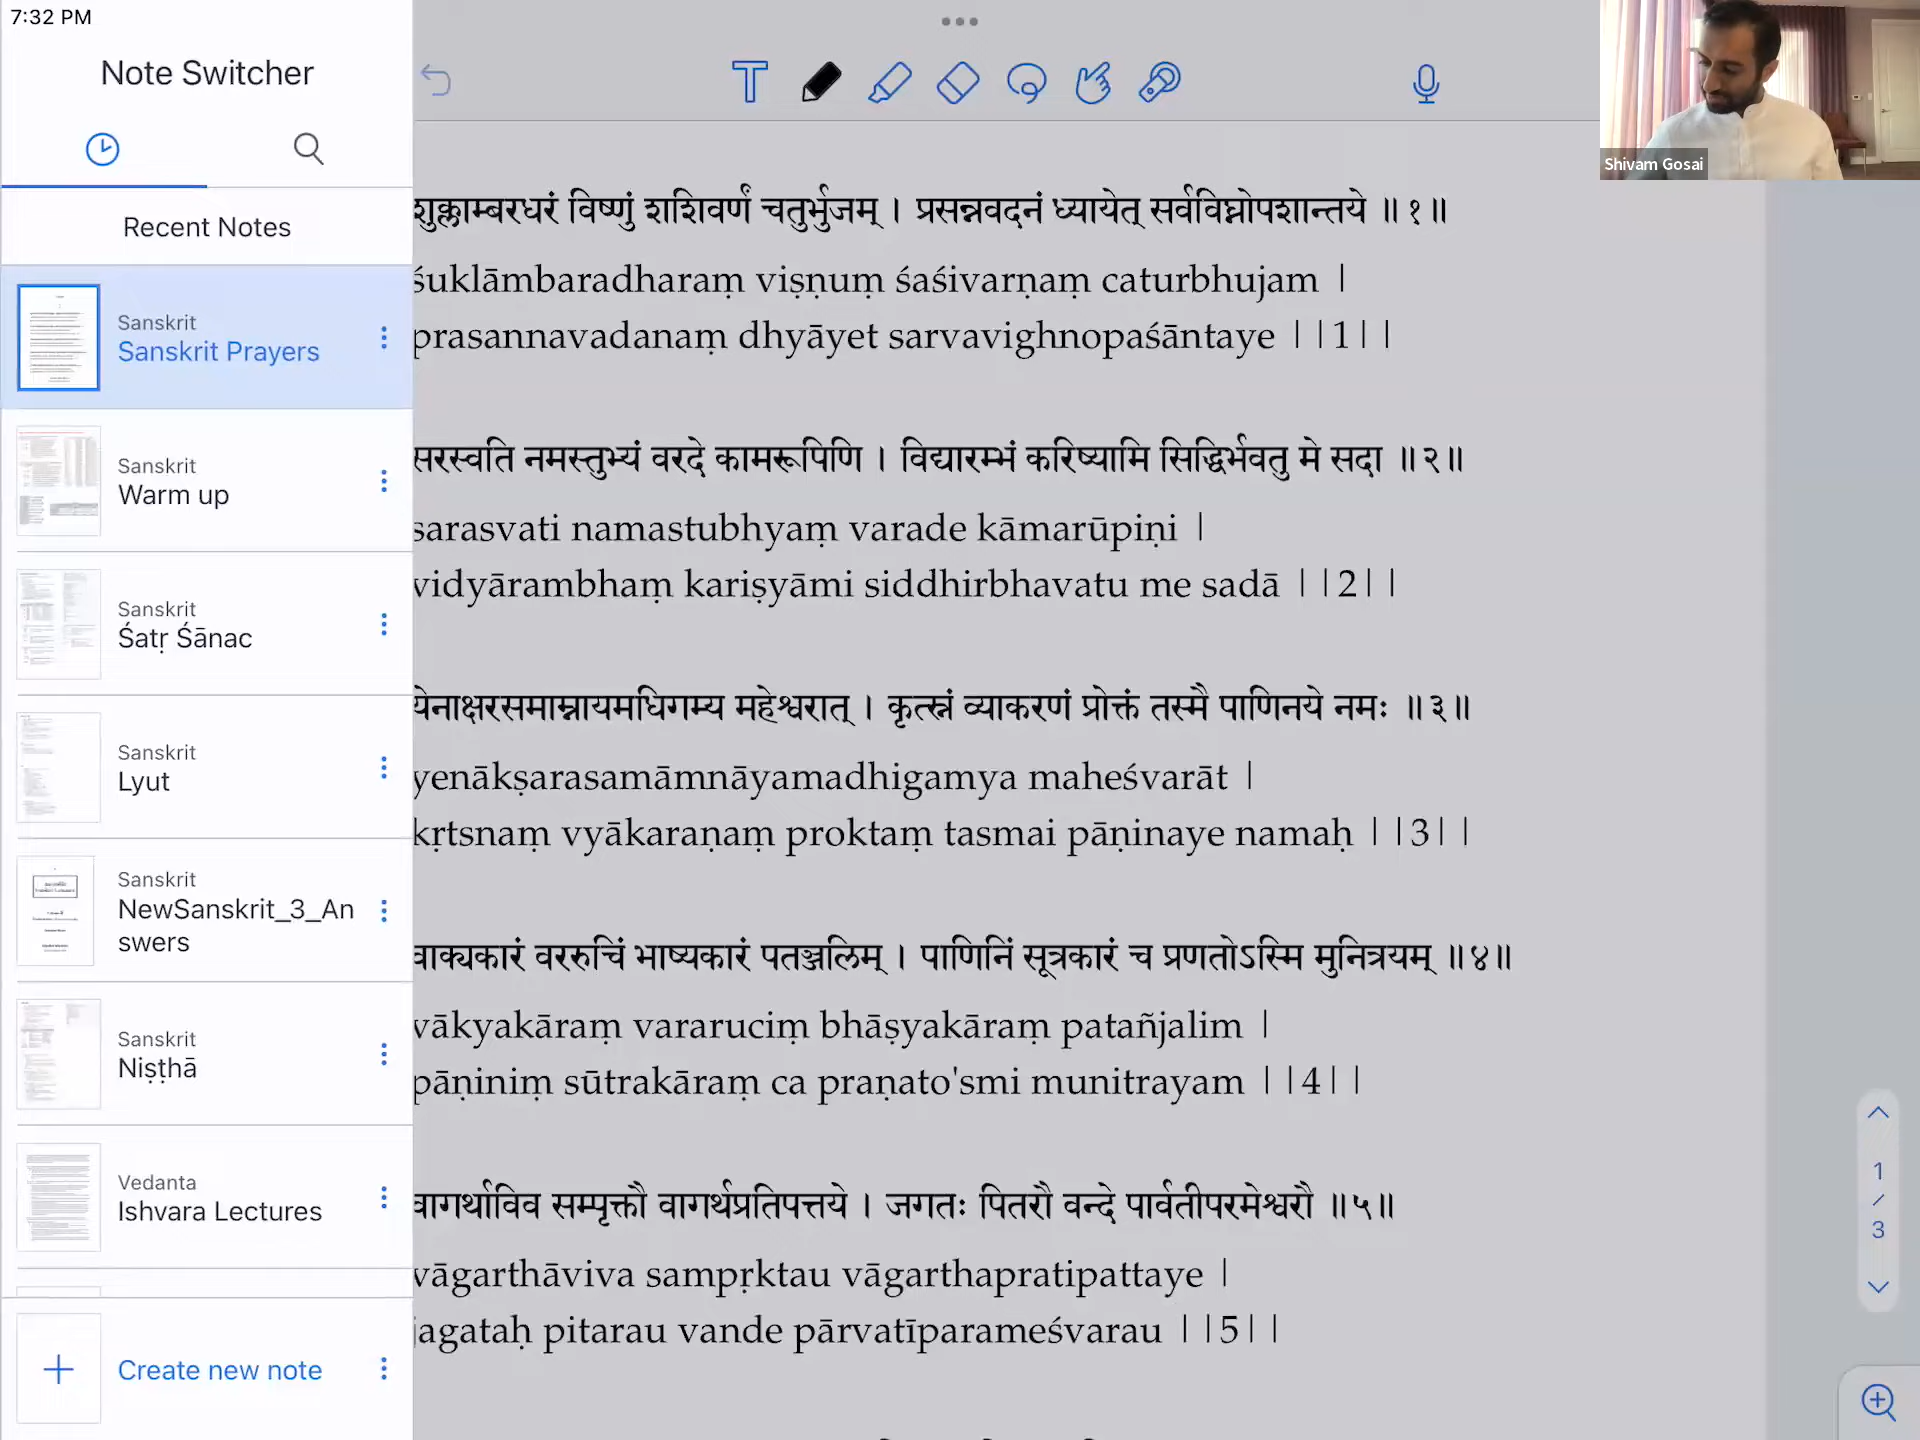 7:32 PM
Note Switcher
Recent Notes
Sanskrit
Sanskrit Prayers
Sanskrit
Warm up
Sanskrit
Śatṛ Śānac
Sanskrit
Lyut
Sanskrit
NewSanskrit_3_An
swers
Sanskrit
Niṣṭhā
Vedanta
Ishvara Lectures
Create new note
T
Shivam Gosai
शुक्लाम्बरधरं विष्णुं शशिवर्णं चतुर्भुजम् । प्रसन्नवदनं ध्यायेत् सर्वविघ्नोपशान्तये ॥१॥
śuklāmbaradharaṃ viṣṇuṃ śaśivarṇaṃ caturbhujam |
prasannavadanaṃ dhyāyet sarvavighnopaśāntaye ||1||
सरस्वति नमस्तुभ्यं वरदे कामरूपिणि । विद्यारम्भं करिष्यामि सिद्धिर्भवतु मे सदा ॥२॥
sarasvati namastubhyaṃ varade kāmarūpiṇi |
vidyārambhaṃ kariṣyāmi siddhirbhavatu me sadā ||2||
येनाक्षरसमाम्नायमधिगम्य महेश्वरात् । कृत्स्नं व्याकरणं प्रोक्तं तस्मै पाणिनये नमः ॥३॥
yenākṣarasamāmnāyamadhigamya maheśvarāt |
kṛtsnaṃ vyākaraṇaṃ proktaṃ tasmai pāṇinaye namaḥ ||3||
वाक्यकारं वररुचिं भाष्यकारं पतञ्जलिम् । पाणिनिं सूत्रकारं च प्रणतोऽस्मि मुनित्रयम् ॥४॥
vākyakāraṃ vararuciṃ bhāṣyakāraṃ patañjalim |
pāṇiniṃ sūtrakāraṃ ca praṇato'smi munitrayam ||4||
वागर्थाविव सम्पृक्तौ वागर्थप्रतिपत्तये । जगतः पितरौ वन्दे पार्वतीपरमेश्वरौ ॥५॥
vāgarthāviva sampṛktau vāgarthapratipattaye |
jagataḥ pitarau vande pārvatīparameśvarau ||5||
1
/
3